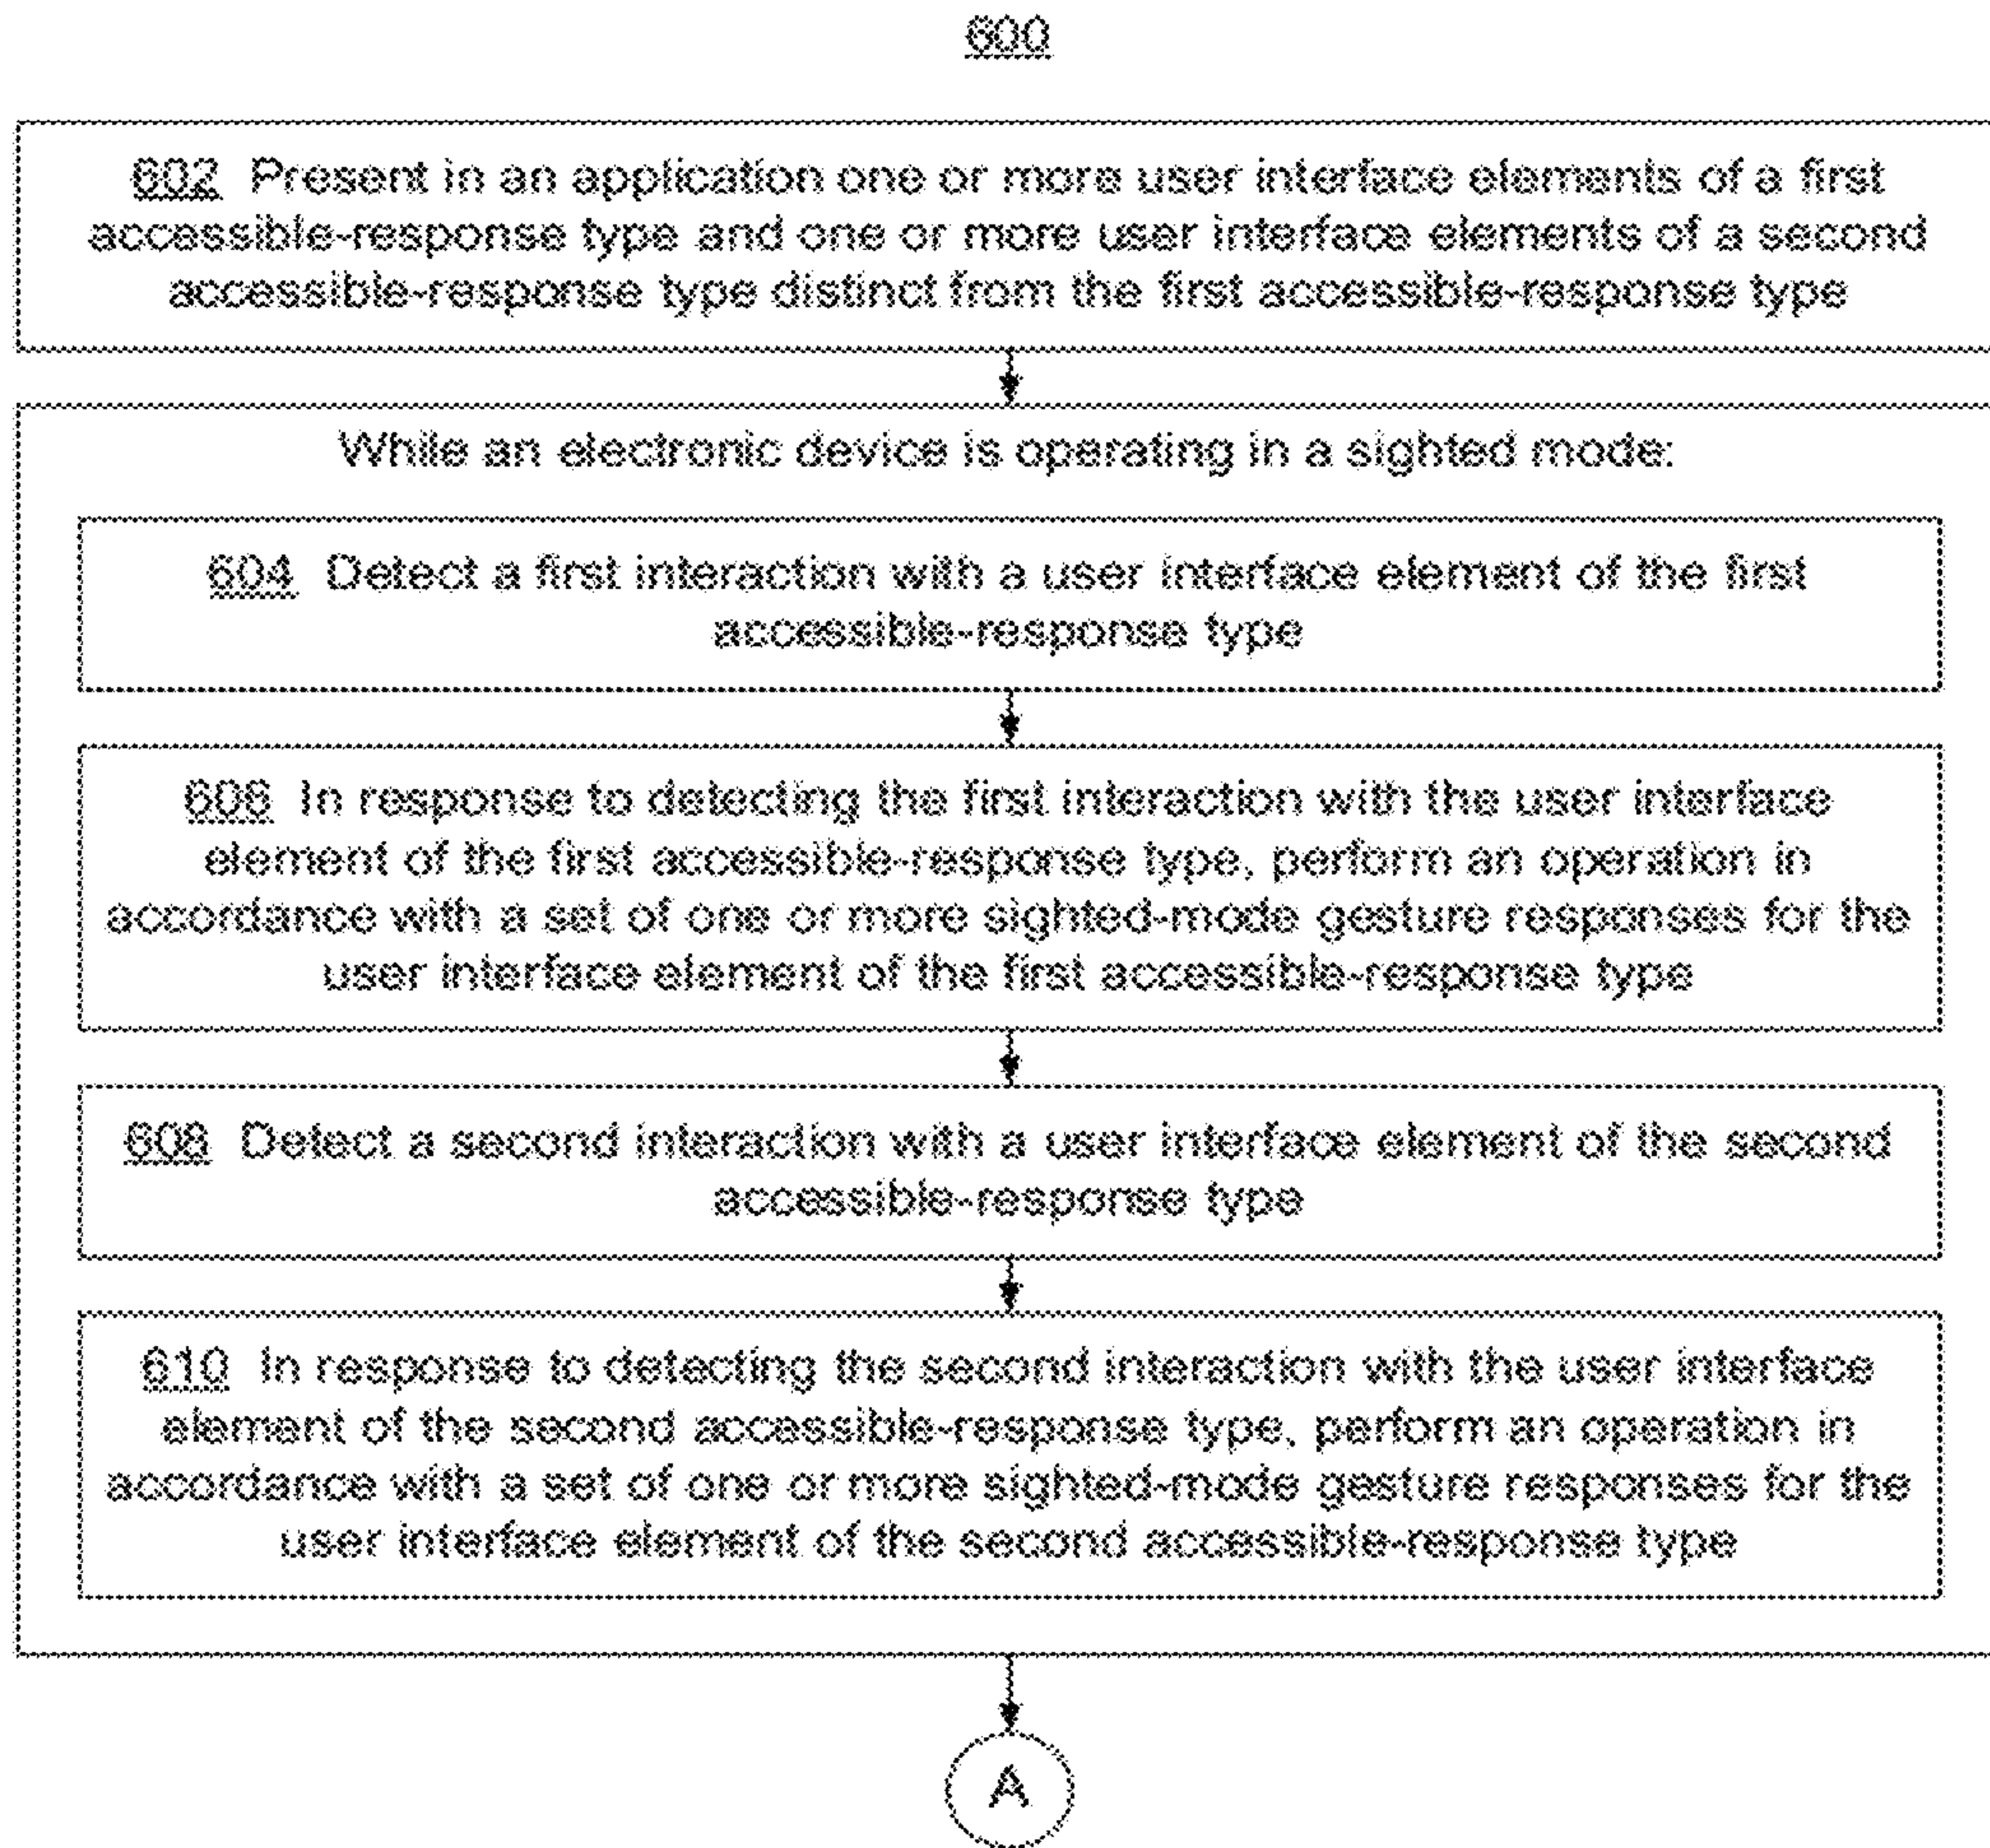 600
602 Present in an application one or more user interface elements of a first
accessible-response type and one or more user interface elements of a second
accessible-response type distinct from the first accessible-response type
While an electronic device is operating in a sighted mode:
604 Detect a first interaction with a user interface element of the first
accessible-response type
606 In response to detecting the first interaction with the user interface
element of the first accessible-response type, perform an operation in
accordance with a set of one or more sighted-mode gesture responses for the
user interface element of the first accessible-response type
608 Detect a second interaction with a user interface element of the second
accessible-response type
610 In response to detecting the second interaction with the user interface
element of the second accessible-response type, perform an operation in
accordance with a set of one or more sighted-mode gesture responses for the
user interface element of the second accessible-response type
A